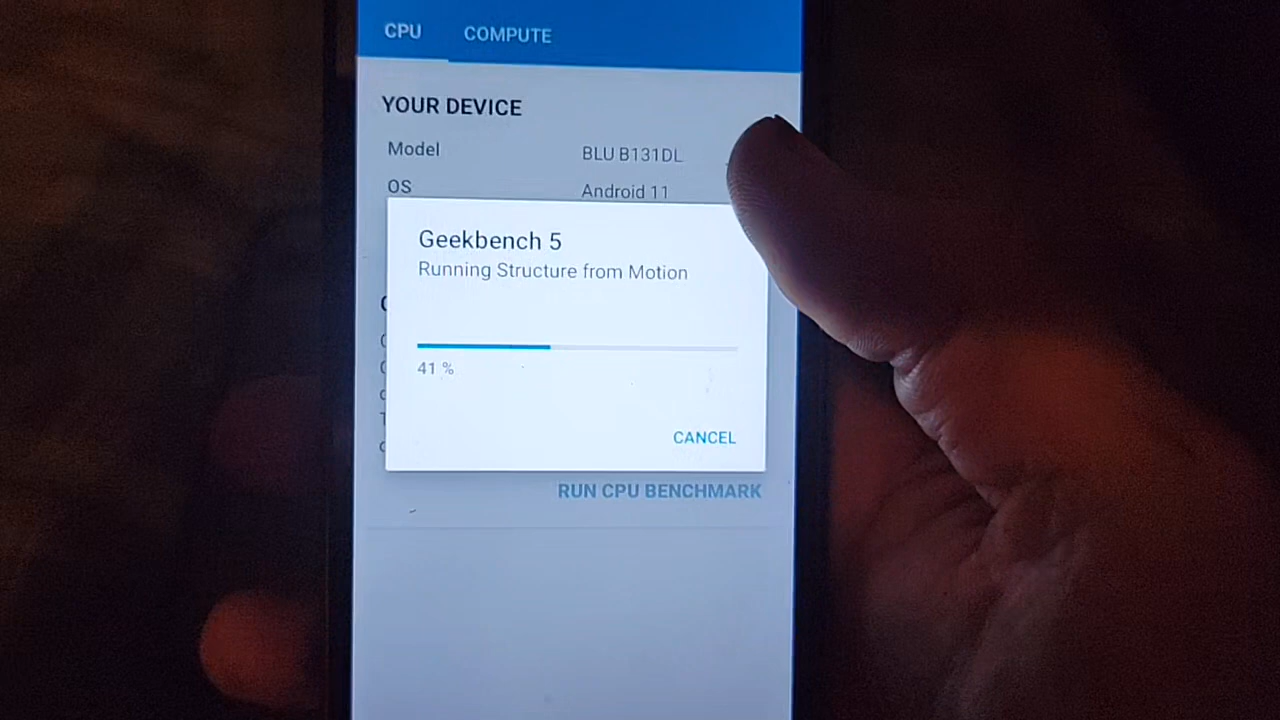 CPU COMPUTE
YOUR DEVICE
Model BLU B131DL
OS Android 11
Geekbench 5
Running Structure from Motion
41 %
CANCEL
RUN CPU BENCHMARK